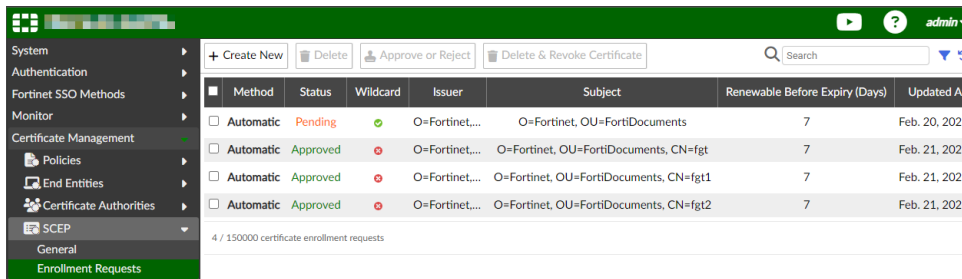 admin
System
Authentication
Fortinet SSO Methods
Monitor
Certificate Management
Policies
End Entities
Certificate Authorities
SCEP
General
Enrollment Requests
+ Create New Delete Approve or Reject Delete & Revoke Certificate Search
Method Status Wildcard Issuer Subject Renewable Before Expiry (Days) Updated A
Automatic Pending O=Fortinet,... O=Fortinet, OU=FortiDocuments 7 Feb. 20, 202
Automatic Approved O=Fortinet,... O=Fortinet, OU=FortiDocuments, CN=fgt 7 Feb. 21, 202
Automatic Approved O=Fortinet,... O=Fortinet, OU=FortiDocuments, CN=fgt1 7 Feb. 21, 202
Automatic Approved O=Fortinet,... O=Fortinet, OU=FortiDocuments, CN=fgt2 7 Feb. 21, 202
4 / 150000 certificate enrollment requests